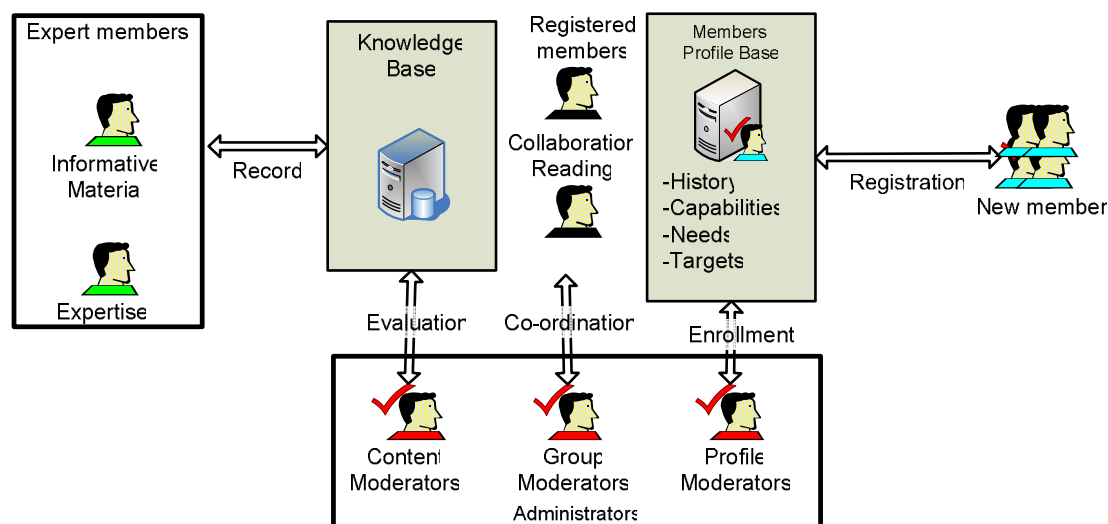 Expert members
Informative
Materia
Expertise
Record
Knowledge
Base
Registered
members
Collaboration
Reading
Members
Profile Base
-History
-Capabilities
-Needs
-Targets
Registration
New member
Evaluation
Co-ordination
Enrollment
Content
Moderators
Group
Moderators
Profile
Moderators
Administrators